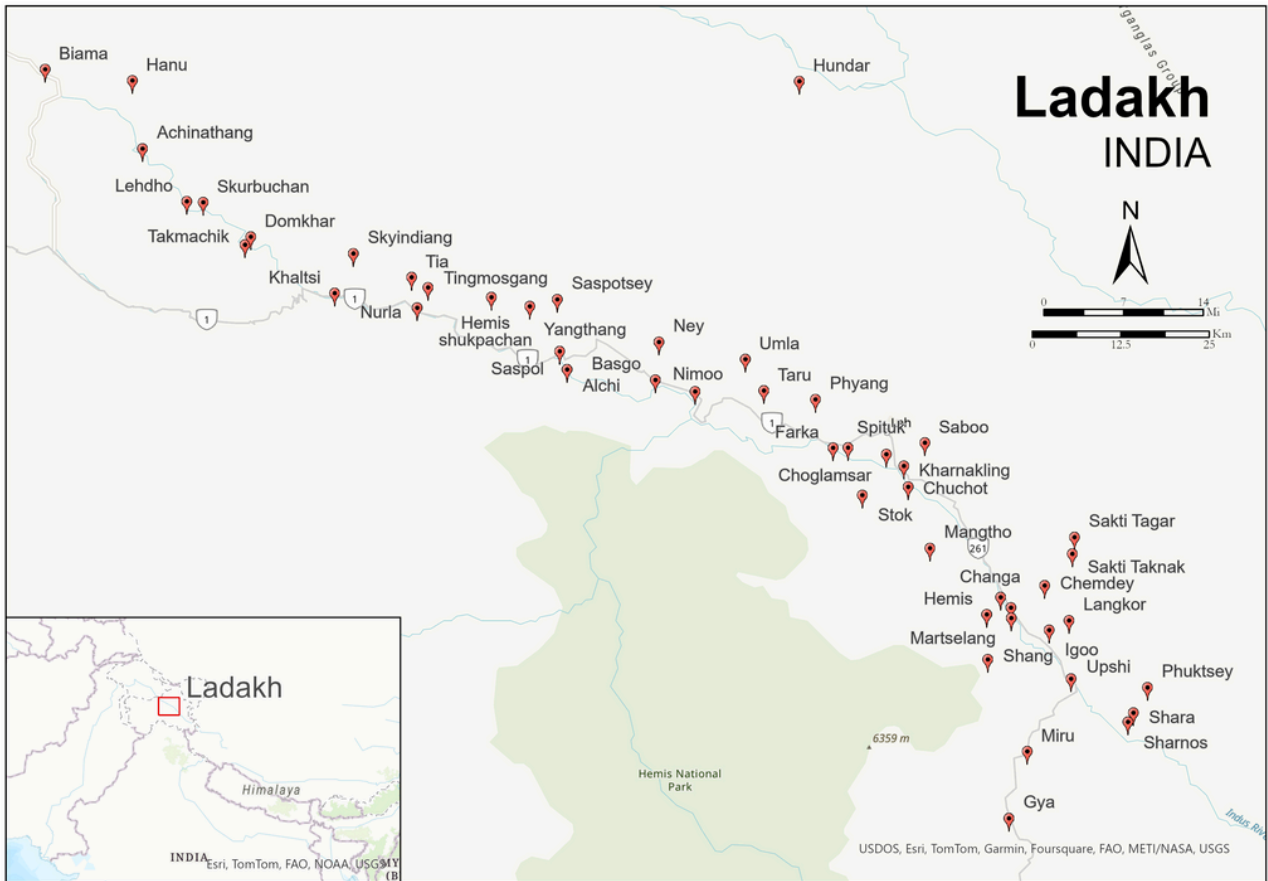 rganglas Group
Biama
Hanu
Hundar
Ladakh
INDIA
Achinathang
Lehdho
Skurbuchan
N
Domkhar
Takmachik
Skyindiang
Tia
Khaltsi
Tingmosgang
Saspotsey
0 7 14
Mi
Km
0 12.5 25
1
1
Nurla
Hemis
shukpachan
Yangthang
Ney
1
Saspol
Basgo
Alchi
Nimoo
Umla
Taru
Phyang
1
Farka
Spituk
Leh
Saboo
Choglamsar
Kharnakling
Chuchot
Stok
Sakti Tagar
Mangtho
261
Sakti Taknak
Changa
Chemdey
Hemis
Langkor
Martselang
Shang
Igoo
Upshi
Phuktsey
Shara
Sharnos
Miru
6359 m
Hemis National
Park
Gya
Indus Riv
USDOS, Esri, TomTom, Garmin, Foursquare, FAO, METI/NASA, USGS
Ladakh
Himalaya
INDIA
Esri, TomTom, FAO, NOAA, USGS
MY
(B